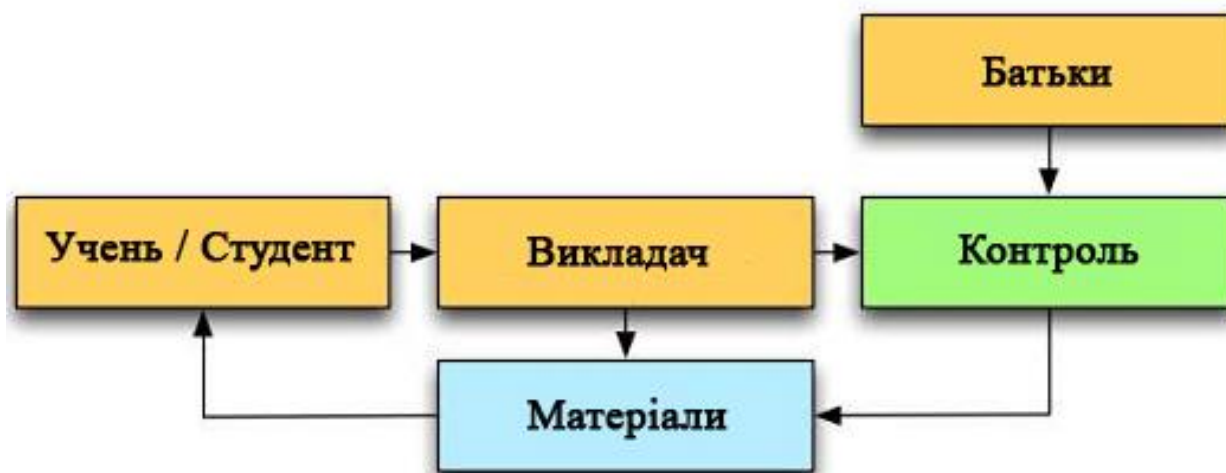 Батьки
Учень / Студент
Викладач
Контроль
Матеріали